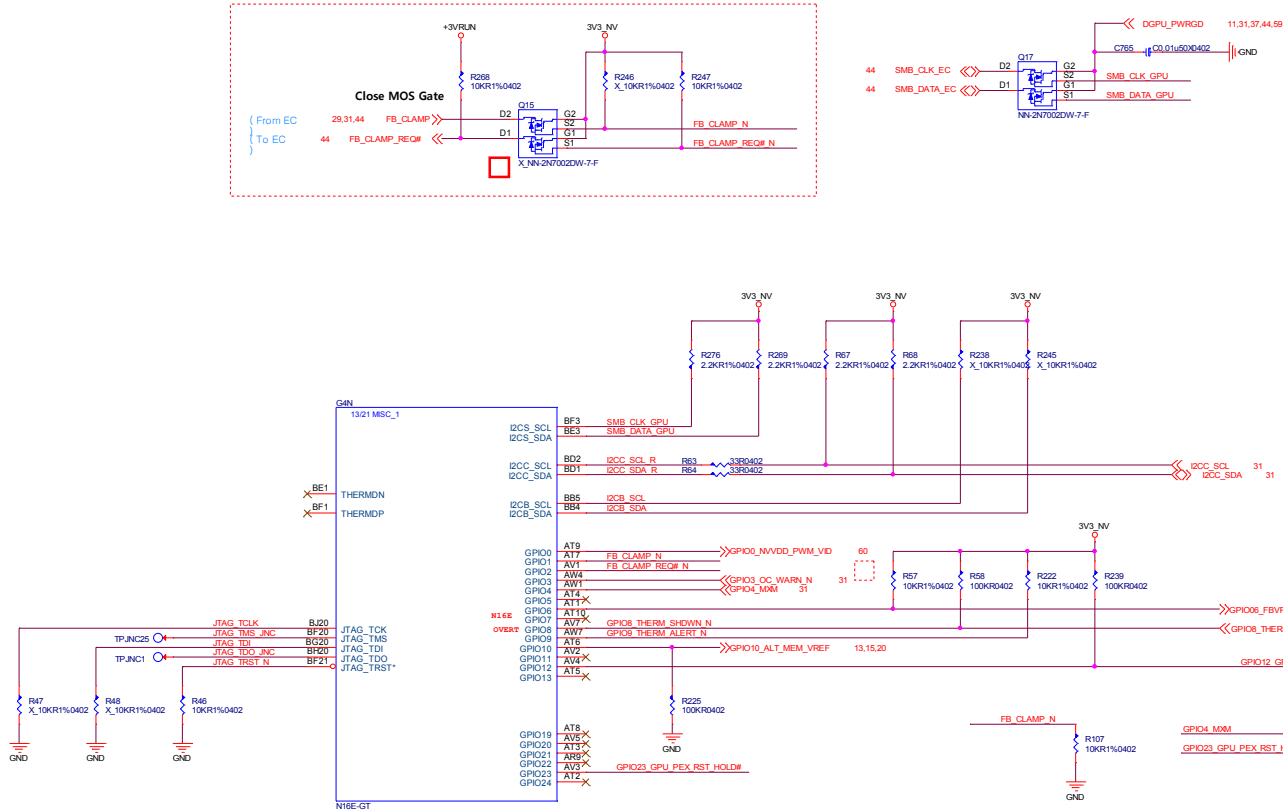 +3VRUN
3V3_NV
R268
10KR1%0402
R246
X_10KR1%0402
R247
10KR1%0402
Close MOS Gate
Q15
( From EC
)
( To EC
)
29,31,44 FB_CLAMP
44 FB_CLAMP_REQ#
D2
D1
G2
S2
G1
S1
FB_CLAMP_N
FB_CLAMP_REQ#_N
X_NN-2N7002DW-7-F
DGPU_PWRGD 11,31,37,44,59
C765 C0.01u50X0402
GND
Q17
44 SMB_CLK_EC
44 SMB_DATA_EC
D2
D1
G2
S2
G1
S1
SMB_CLK_GPU
SMB_DATA_GPU
NN-2N7002DW-7-F
3V3_NV
3V3_NV
3V3_NV
R276
2.2KR1%0402
R269
2.2KR1%0402
R67
2.2KR1%0402
R68
2.2KR1%0402
R238
X_10KR1%0402
R245
X_10KR1%0402
G4N
13/21 MISC_1
I2CS_SCL BF3 SMB_CLK_GPU
I2CS_SDA BE3 SMB_DATA_GPU
I2CC_SCL BD2 I2CC_SCL_R R63 33R0402 I2CC_SCL 31
I2CC_SDA BD1 I2CC_SDA_R R64 33R0402 I2CC_SDA 31
BE1 THERMDN
BF1 THERMDP
I2CB_SCL BB5 I2CB_SCL
I2CB_SDA BB4 I2CB_SDA
3V3_NV
GPIO0 AT9 GPIO0_NVVDD_PWM_VID 60
GPIO1 AT7 FB_CLAMP_N
GPIO2 AV1 FB_CLAMP_REQ#_N
GPIO3 AW4 GPIO3_OC_WARN_N 31
GPIO4 AW1 GPIO4_MXM 31
GPIO5 AT4
GPIO6 AT1
GPIO7 AT10
GPIO8 AV7 GPIO8_THERM_SHDWN_N
GPIO9 AW7 GPIO9_THERM_ALERT_N
GPIO10 AT6 GPIO10_ALT_MEM_VREF 13,15,20
GPIO11 AV2
GPIO12 AV4
GPIO13 AT5
N16E
OVERT
R57
10KR1%0402
R58
100KR0402
R222
10KR1%0402
R239
100KR0402
GPIO06_FBVR
GPIO8_THER
GPIO12_G
JTAG_TCLK BJ20 JTAG_TCK
TPJNC25 JTAG_TMS_JNC BF20 JTAG_TMS
JTAG_TDI BG20 JTAG_TDI
TPJNC1 JTAG_TDO_JNC BH20 JTAG_TDO
JTAG_TRST_N BF21 JTAG_TRST*
R47
X_10KR1%0402
R48
X_10KR1%0402
R46
10KR1%0402
GND
GND
GND
R225
100KR0402
GND
GPIO19 AT8
GPIO20 AV5
GPIO21 AT3
GPIO22 AR9
GPIO23 AV3 GPIO23_GPU_PEX_RST_HOLD#
GPIO24 AT2
N16E-GT
FB_CLAMP_N
R107
10KR1%0402
GND
GPIO4_MXM
GPIO23_GPU_PEX_RST_H